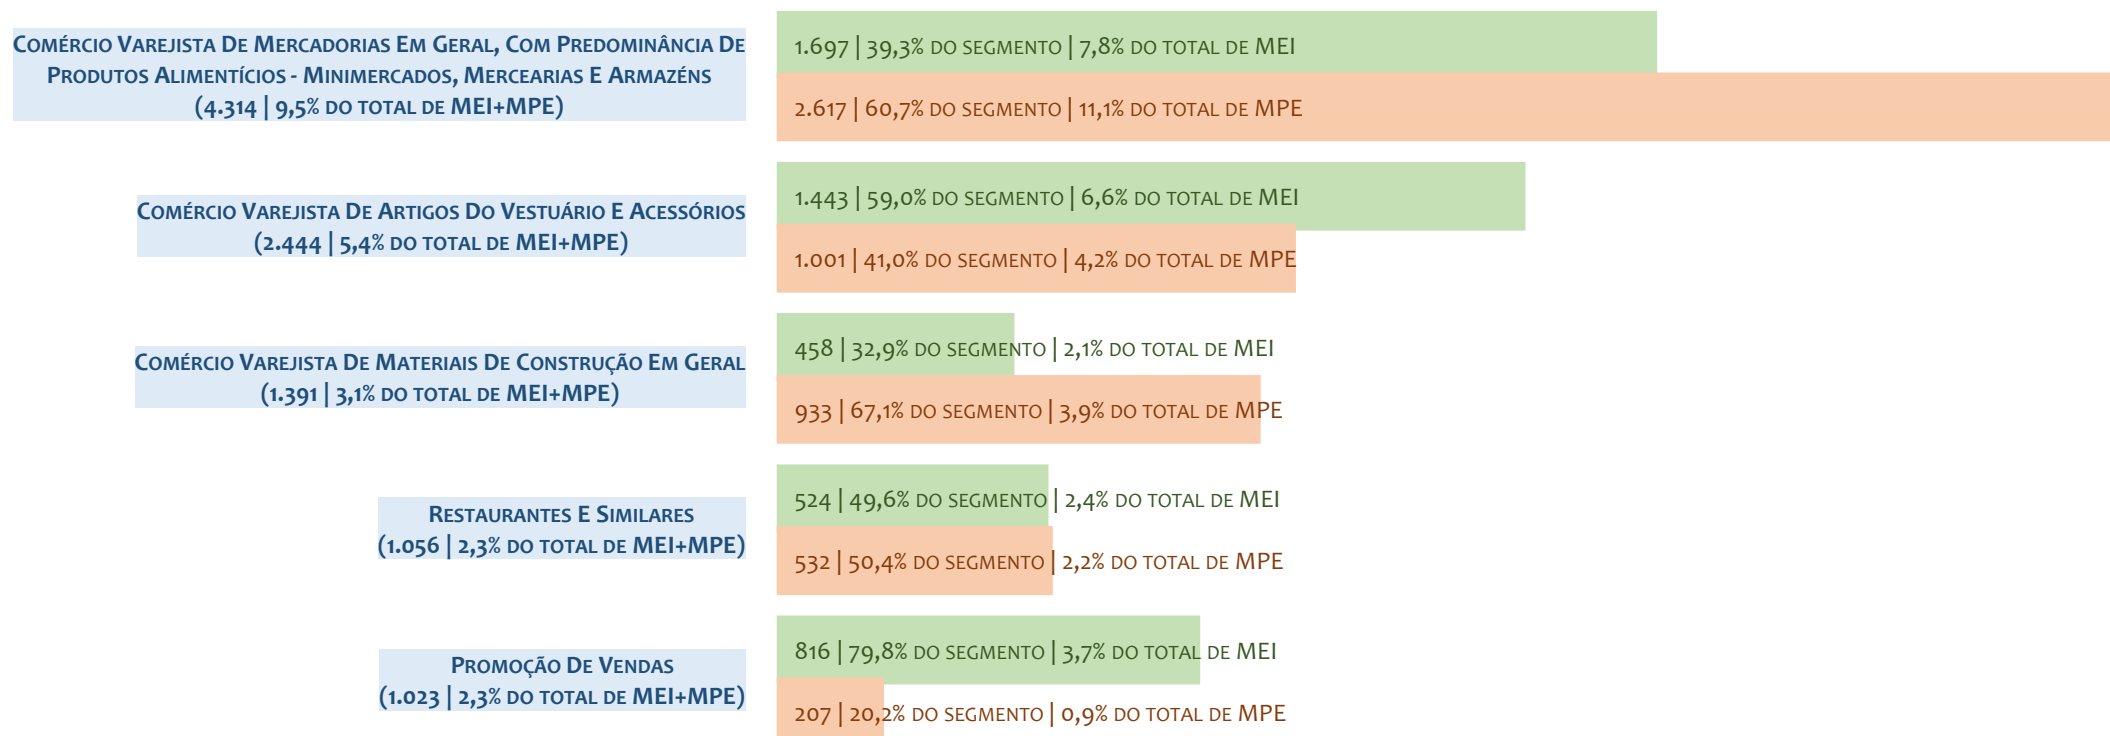 Comércio Varejista De Mercadorias Em Geral, Com Predominância De
Produtos Alimentícios - Minimercados, Mercearias E Armazéns
(4.314 | 9,5% do total de MEI+MPE)
1.697 | 39,3% do segmento | 7,8% do total de MEI
2.617 | 60,7% do segmento | 11,1% do total de MPE
Comércio Varejista De Artigos Do Vestuário E Acessórios
(2.444 | 5,4% do total de MEI+MPE)
1.443 | 59,0% do segmento | 6,6% do total de MEI
1.001 | 41,0% do segmento | 4,2% do total de MPE
Comércio Varejista De Materiais De Construção Em Geral
(1.391 | 3,1% do total de MEI+MPE)
458 | 32,9% do segmento | 2,1% do total de MEI
933 | 67,1% do segmento | 3,9% do total de MPE
Restaurantes E Similares
(1.056 | 2,3% do total de MEI+MPE)
524 | 49,6% do segmento | 2,4% do total de MEI
532 | 50,4% do segmento | 2,2% do total de MPE
Promoção De Vendas
(1.023 | 2,3% do total de MEI+MPE)
816 | 79,8% do segmento | 3,7% do total de MEI
207 | 20,2% do segmento | 0,9% do total de MPE